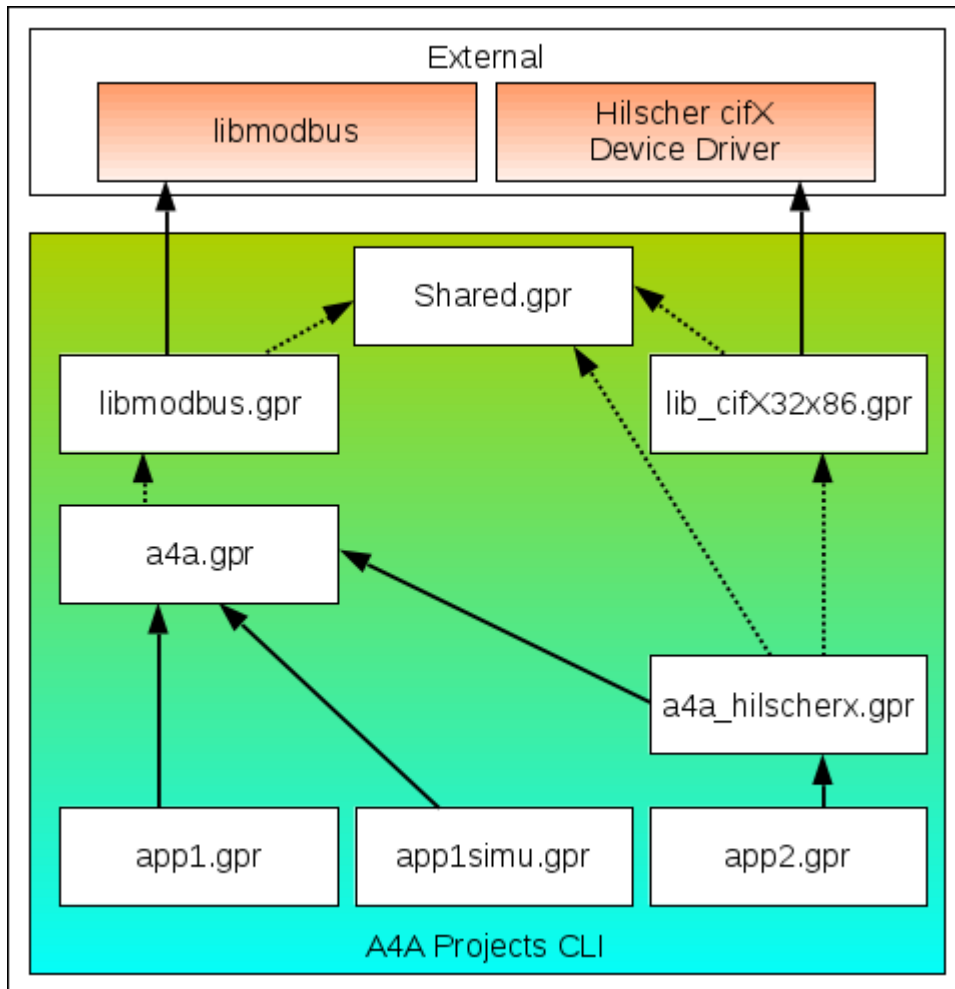 External
libmodbus
Hilscher cifX
Device Driver
Shared.gpr
libmodbus.gpr
lib_cifX32x86.gpr
a4a.gpr
a4a_hilscherx.gpr
app1.gpr
app1simu.gpr
app2.gpr
A4A Projects CLI